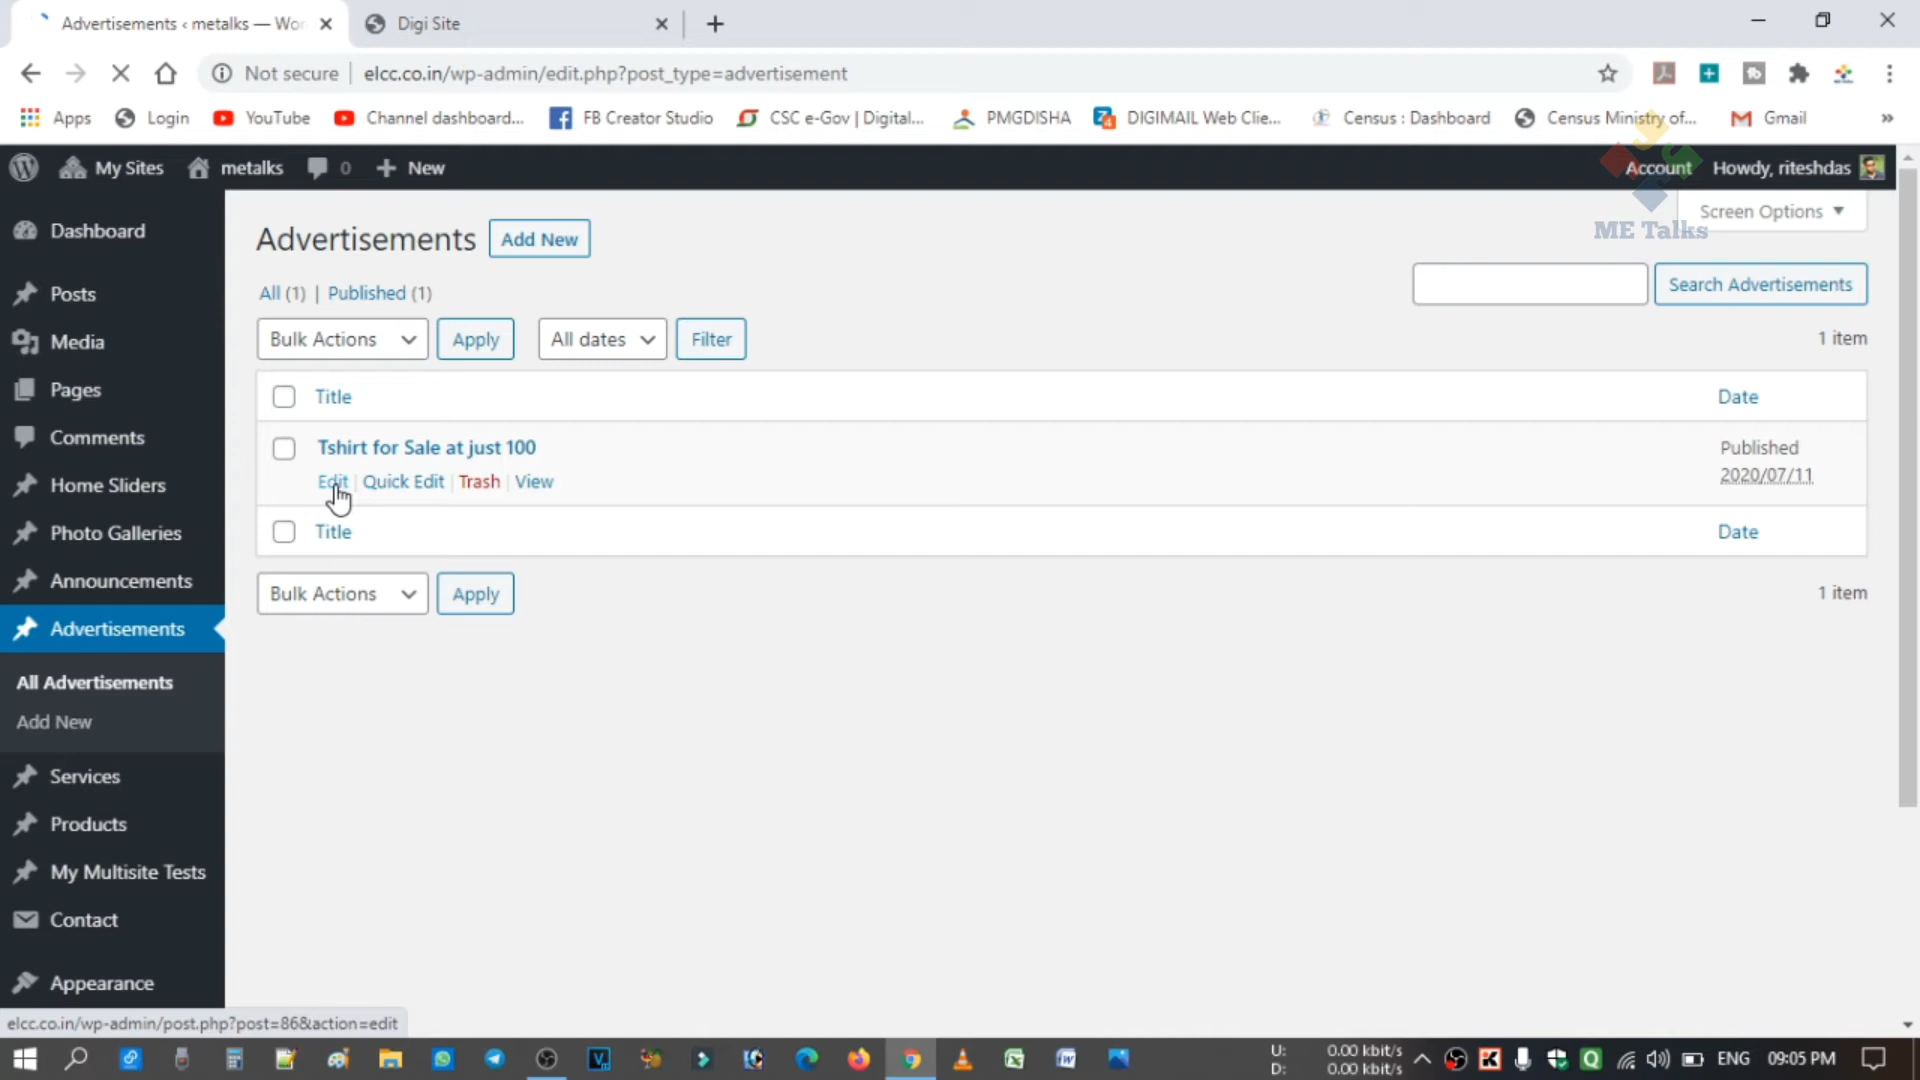 Advertisements ‹ metalks — Wor
Digi Site
Not secure
elcc.co.in/wp-admin/edit.php?post_type=advertisement
Apps
Login
YouTube
Channel dashboard...
FB Creator Studio
CSC e-Gov | Digital...
PMGDISHA
DIGIMAIL Web Clie...
Census : Dashboard
Census Ministry of...
Gmail
»
My Sites
metalks
0
New
Account
Howdy, riteshdas
ME Talks
Screen Options
Dashboard
Posts
Media
Pages
Comments
Home Sliders
Photo Galleries
Announcements
Advertisements
All Advertisements
Add New
Services
Products
My Multisite Tests
Contact
Appearance
Advertisements
Add New
All (1) | Published (1)
Search Advertisements
Bulk Actions
Apply
All dates
Filter
1 item
Title
Date
Tshirt for Sale at just 100
Edit | Quick Edit | Trash | View
Published
2020/07/11
Title
Date
Bulk Actions
Apply
1 item
elcc.co.in/wp-admin/post.php?post=86&action=edit
U: 0.00 kbit/s
D: 0.00 kbit/s
ENG
09:05 PM